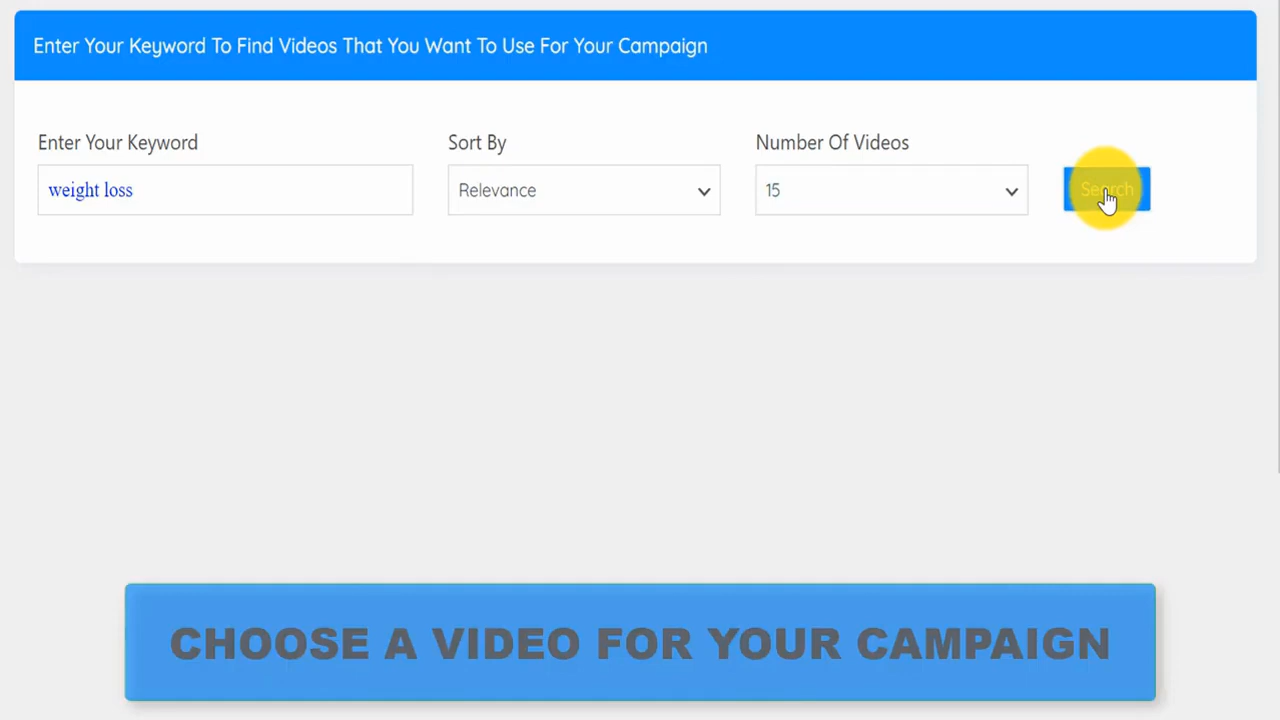 Enter Your Keyword To Find Videos That You Want To Use For Your Campaign
Enter Your Keyword
Sort By
Number Of Videos
weight loss
Relevance
15
Search
CHOOSE A VIDEO FOR YOUR CAMPAIGN